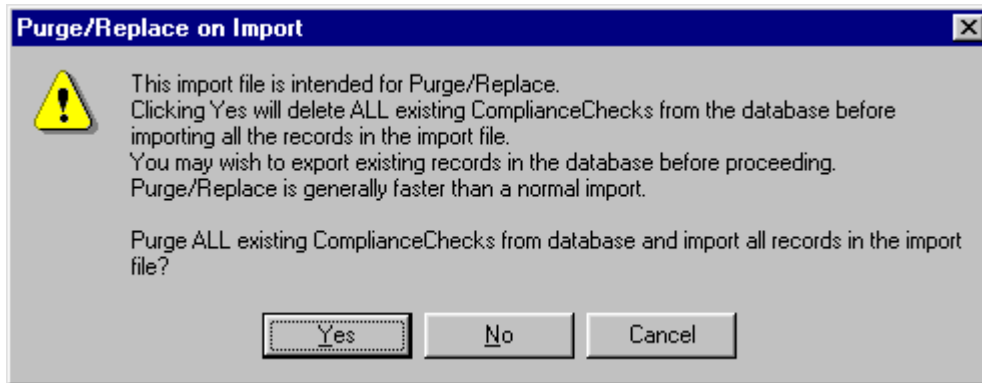 Purge/Replace on Import
This import file is intended for Purge/Replace.
Clicking Yes will delete ALL existing ComplianceChecks from the database before
importing all the records in the import file.
You may wish to export existing records in the database before proceeding.
Purge/Replace is generally faster than a normal import.
Purge ALL existing ComplianceChecks from database and import all records in the import
file?
Yes No Cancel